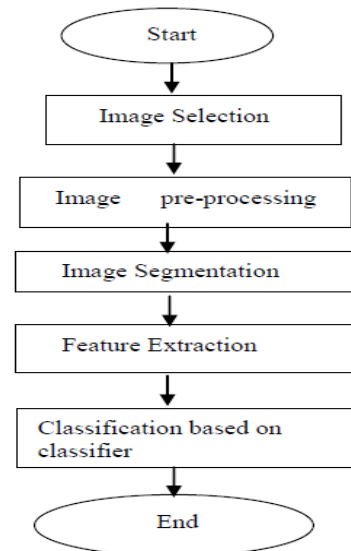 Start
Image Selection
Image pre-processing
Image Segmentation
Feature Extraction
Classification based on
classifier
End